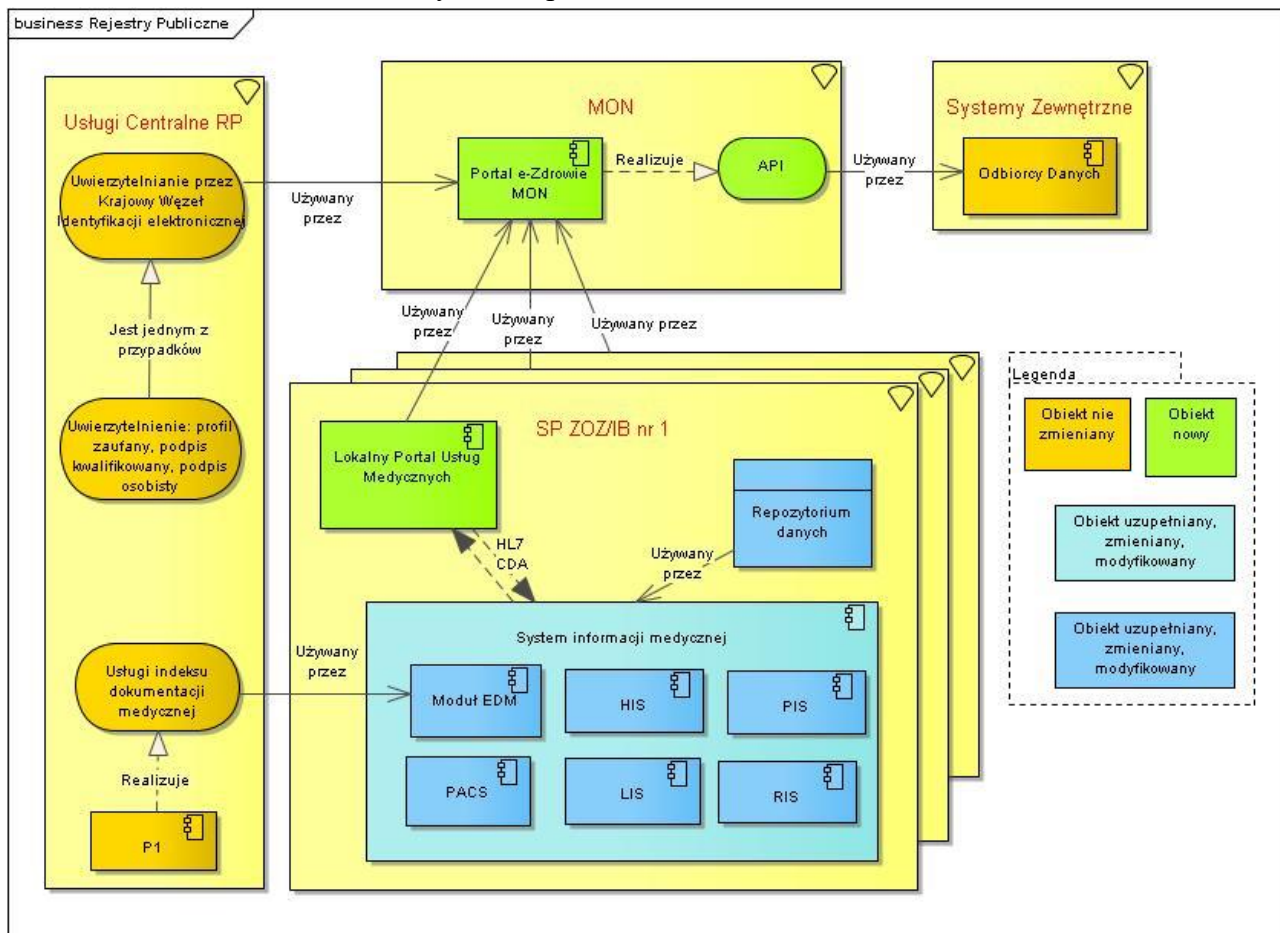 business Rejestry Publiczne
Usługi Centralne RP
Uwierzytelnianie przez
Krajowy Węzeł
Identyfikacji elektronicznej
Jest jednym z
przypadków
Uwierzytelnienie: profil
zaufany, podpis
kwalifikowany, podpis
osobisty
Usługi indeksu
dokumentacji
medycznej
Realizuje
P1
Używany
przez
MON
Portal e-Zdrowie
MON
Realizuje
API
Używany
przez
Systemy Zewnętrzne
Odbiorcy Danych
Używany
przez
Używany
przez
Używany przez
SP ZOZ/IB nr 1
Lokalny Portal Usług
Medycznych
HL7
CDA
Repozytorium
danych
Używany
przez
System informacji medycznej
Używany
przez
Moduł EDM
HIS
PIS
PACS
LIS
RIS
Legenda
Obiekt nie
zmieniany
Obiekt
nowy
Obiekt uzupełniany,
zmieniany,
modyfikowany
Obiekt uzupełniany,
zmieniany,
modyfikowany